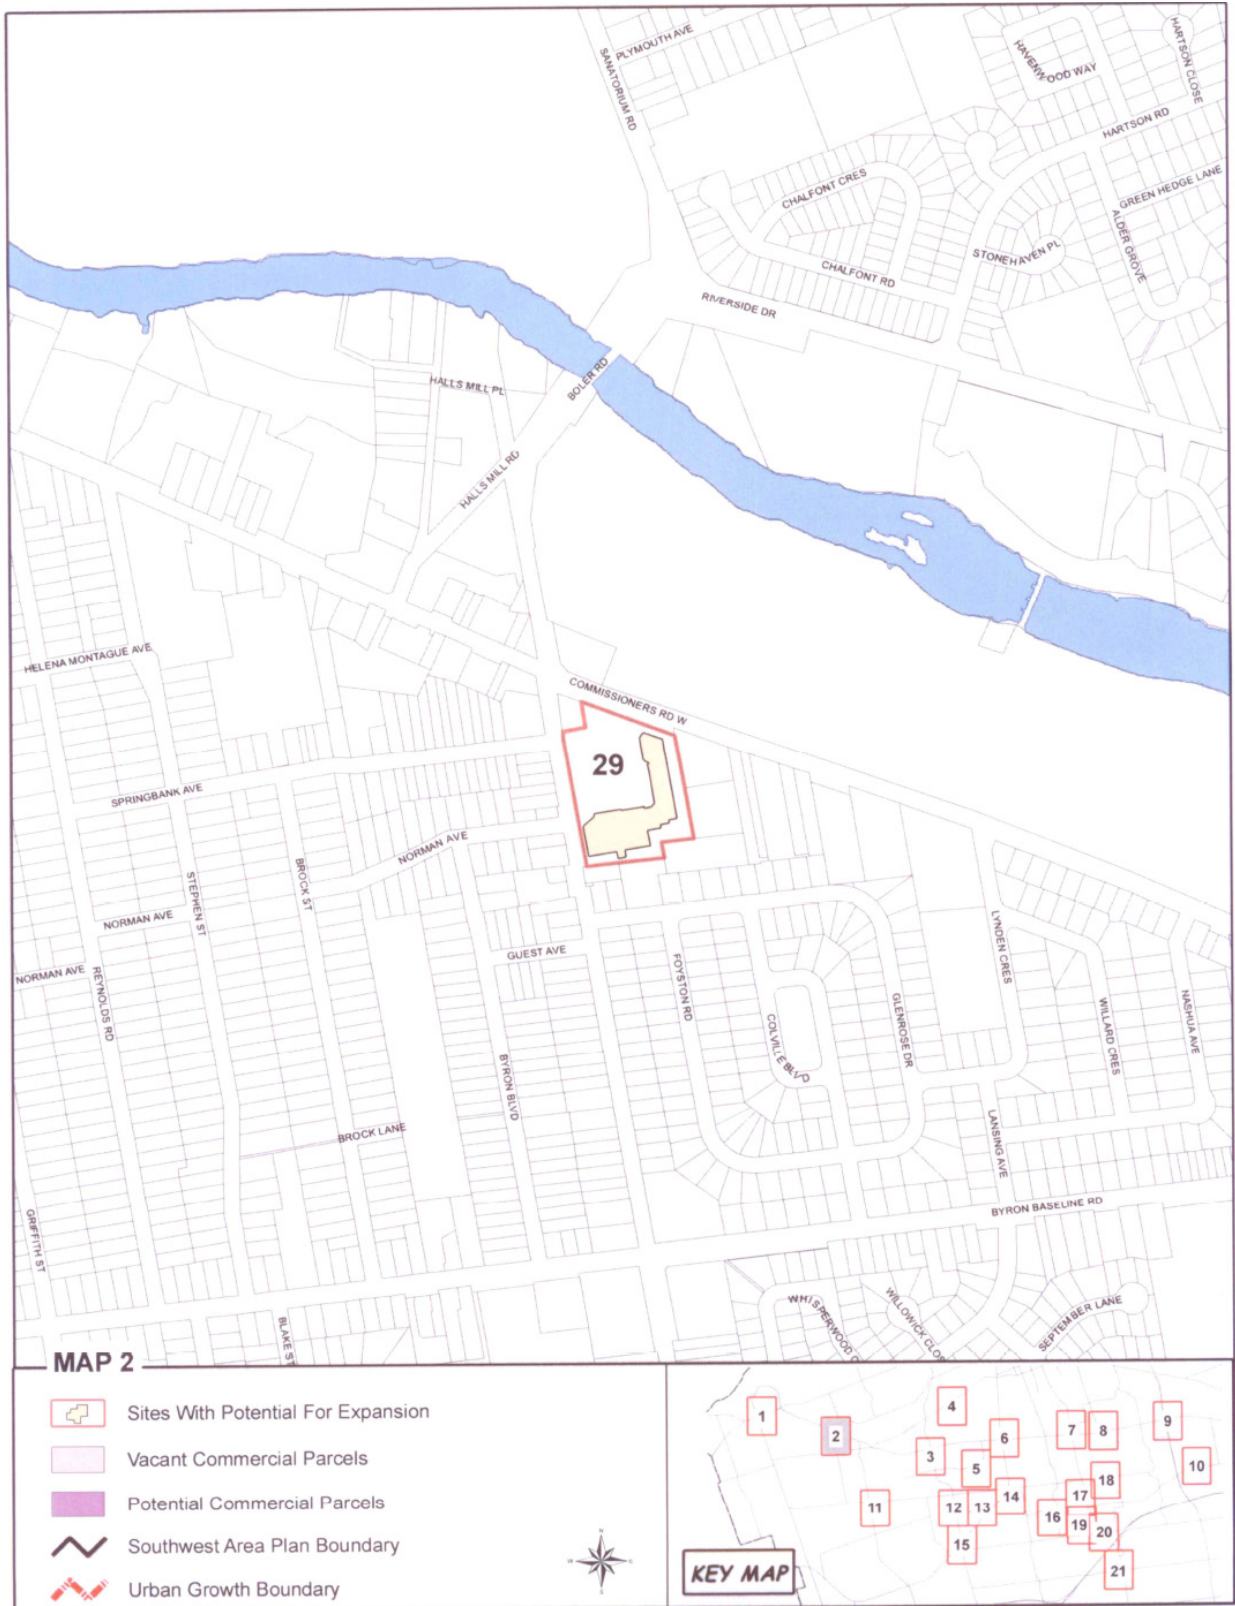 PLYMOUTH AVE
SANATORIUM RD
HAVENWOOD WAY
HARTSON CLOSE
HARTSON RD
CHALFONT CRES
GREEN HEDGE LANE
ALDER GROVE
STONEHAVEN PL
CHALFONT RD
RIVERSIDE DR
BOLER RD
HALLS MILL PL
HALLS MILL RD
HELENA MONTAGUE AVE
COMMISSIONERS RD W
29
SPRINGBANK AVE
NORMAN AVE
BROCK ST
STEPHEN ST
NORMAN AVE
NORMAN AVE
REYNOLDS RD
GUEST AVE
FOYSTON RD
COLVILLE BLVD
GLENROSE DR
LYNDEN CRES
WILLARD CRES
NASHUA AVE
BYRON BLVD
BROCK LANE
LANSING AVE
BYRON BASELINE RD
GRIFFITH ST
BLAKE ST
WHISPERWOOD C
WILLOWICK CLOS
SEPTEMBER LANE
MAP 2
Sites With Potential For Expansion
Vacant Commercial Parcels
Potential Commercial Parcels
Southwest Area Plan Boundary
Urban Growth Boundary
N
W
S
1
2
3
4
5
6
7
8
9
10
11
12
13
14
15
16
17
18
19
20
21
KEY MAP